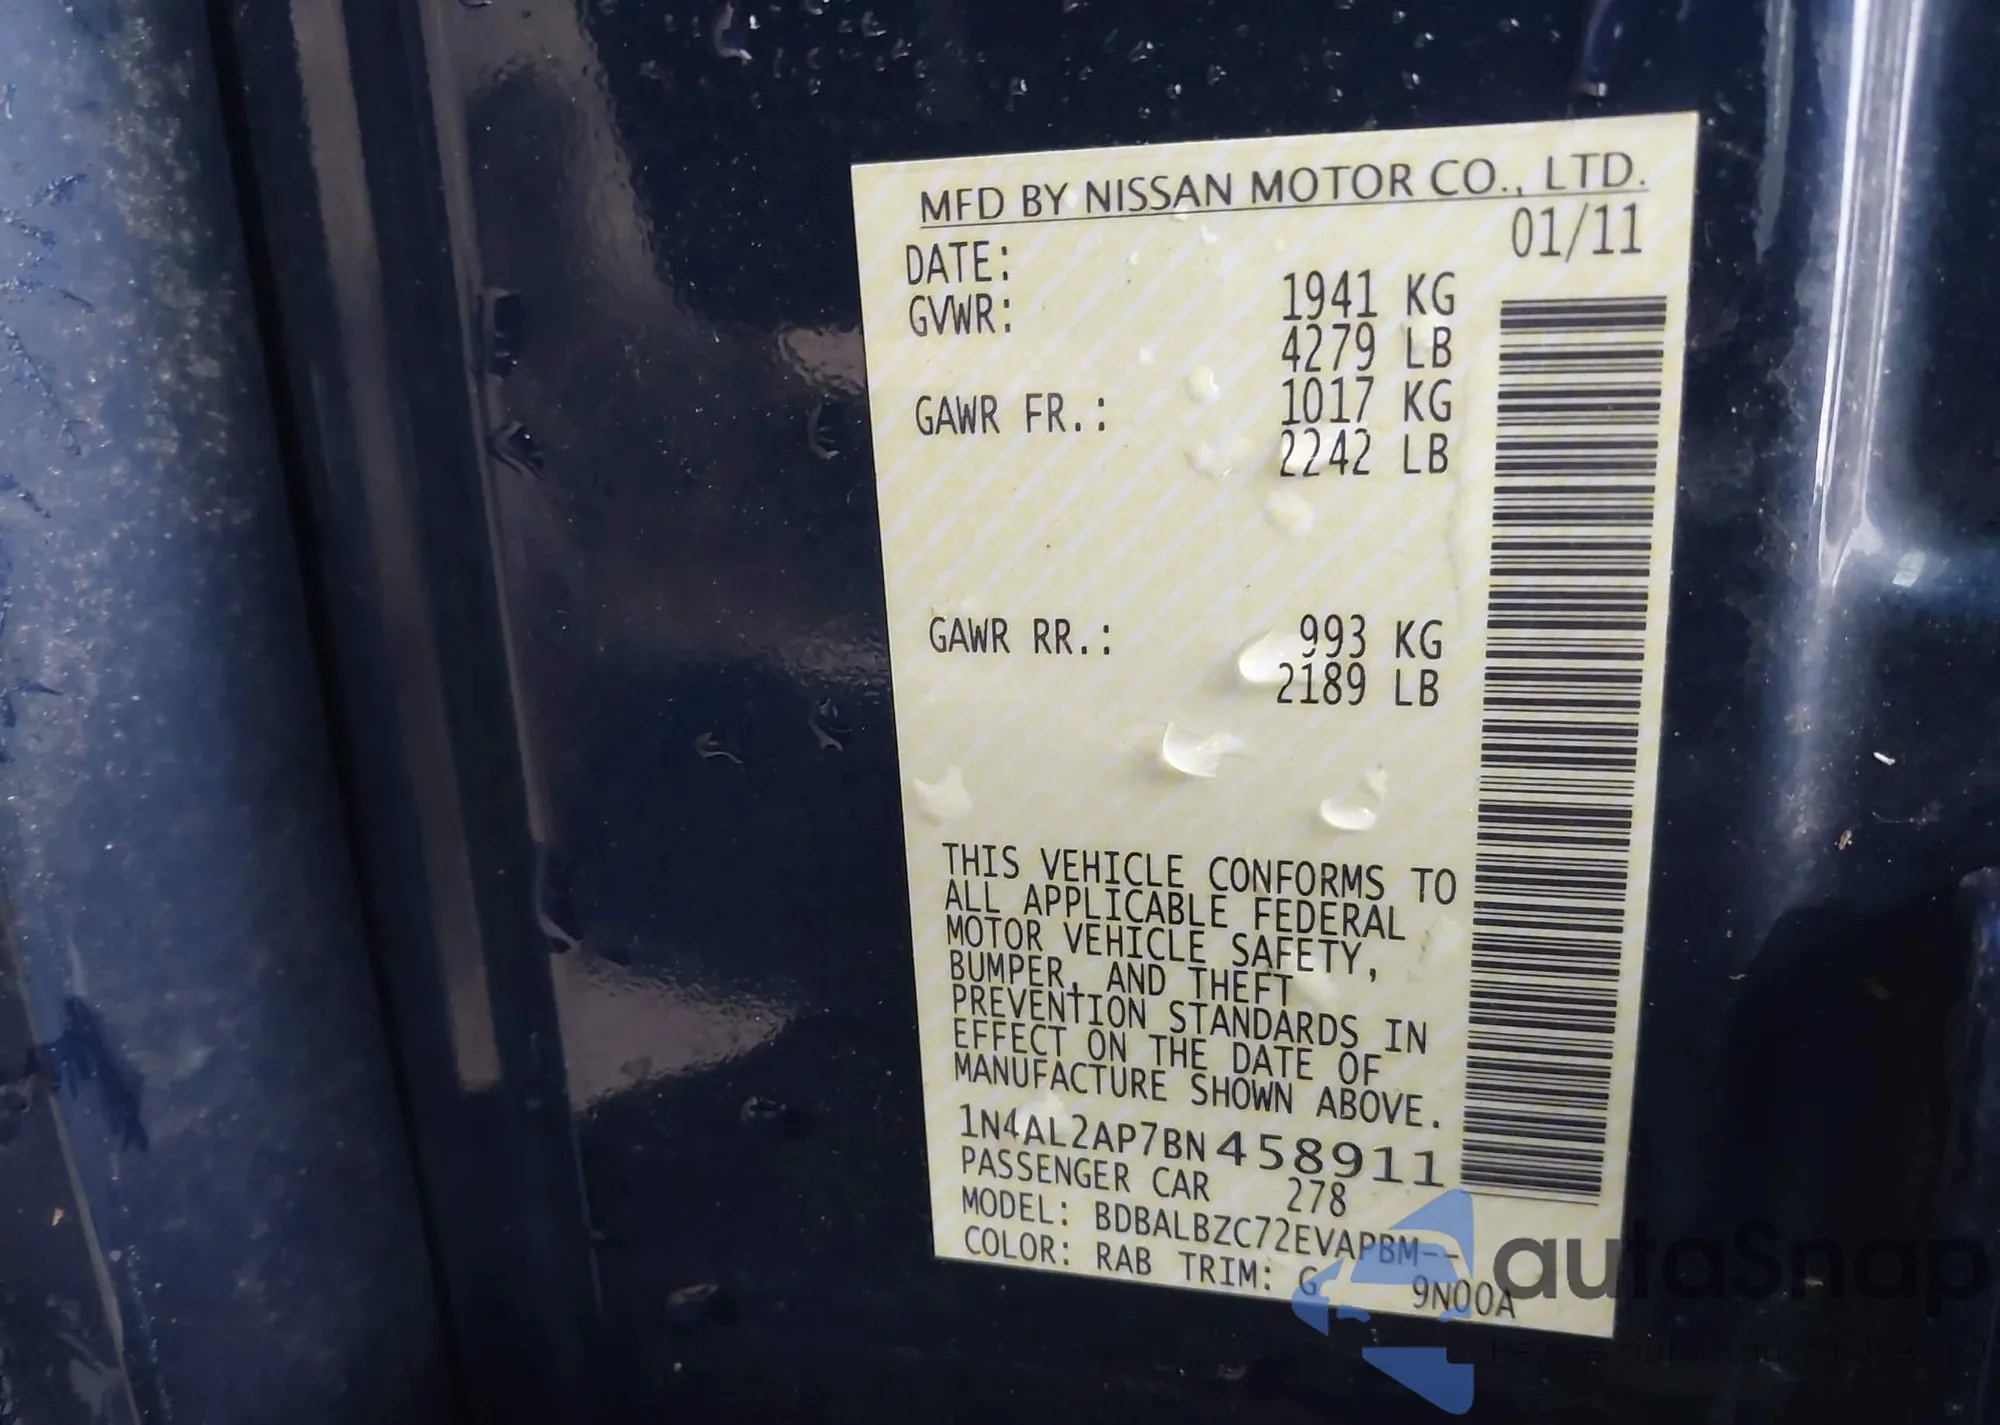 MFD BY NISSAN MOTOR CO., LTD.
DATE: 01/11
GVWR: 1941 KG
4279 LB
GAWR FR.: 1017 KG
2242 LB
GAWR RR.: 993 KG
2189 LB
THIS VEHICLE CONFORMS TO
ALL APPLICABLE FEDERAL
MOTOR VEHICLE SAFETY,
BUMPER, AND THEFT
PREVENTION STANDARDS IN
EFFECT ON THE DATE OF
MANUFACTURE SHOWN ABOVE.
1N4AL2AP7BN458911
PASSENGER CAR 278
MODEL: BDBALBZC72EVAPBM--
COLOR: RAB TRIM: G 9N00A
autaSnap